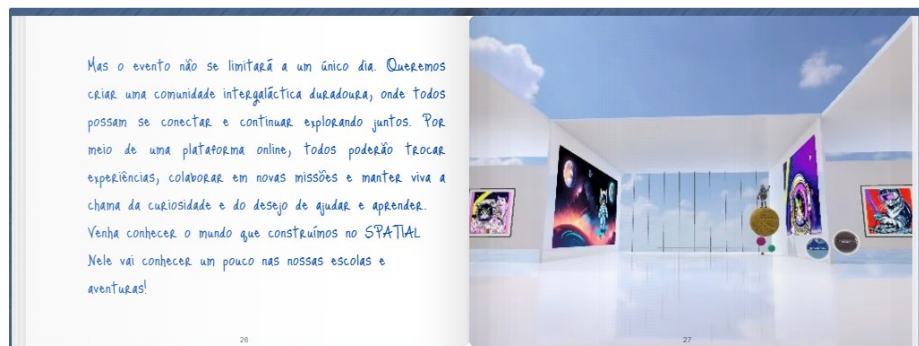 Mas o evento não se limitará a um único dia. Queremos
criar uma comunidade intergaláctica duradoura, onde todos
possam se conectar e continuar explorando juntos. Por
meio de uma plataforma online, todos poderão trocar
experiências, colaborar em novas missões e manter viva a
chama da curiosidade e do desejo de ajudar e aprender.
Venha conhecer o mundo que construímos no SPATIAL
Nele vai conhecer um pouco nas nossas escolas e
aventuras!
26
27